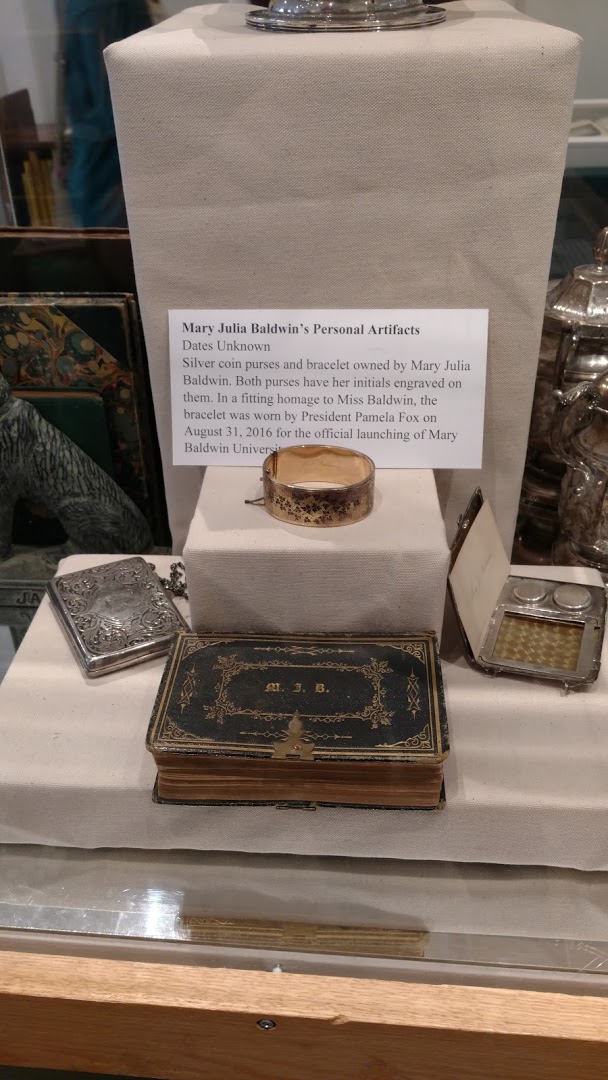 Mary Julia Baldwin's Personal Artifacts
Dates Unknown
Silver coin purses and bracelet owned by Mary Julia
Baldwin. Both purses have her initials engraved on
them. In a fitting homage to Miss Baldwin, the
bracelet was worn by President Pamela Fox on
August 31, 2016 for the official launching of Mary
Baldwin Universi
JA
M. J. B.